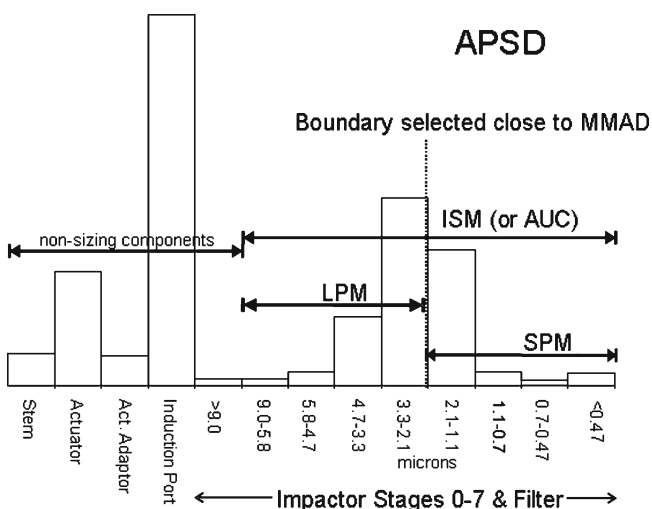 APSD
Boundary selected close to MMAD
ISM (or AUC)
non-sizing components
LPM
SPM
Stem
Actuator
Act. Adaptor
Induction Port
>9.0
9.0-5.8
5.8-4.7
4.7-3.3
3.3-2.1
2.1-1.1
1.1-0.7
0.7-0.47
<0.47
microns
Impactor Stages 0-7 & Filter